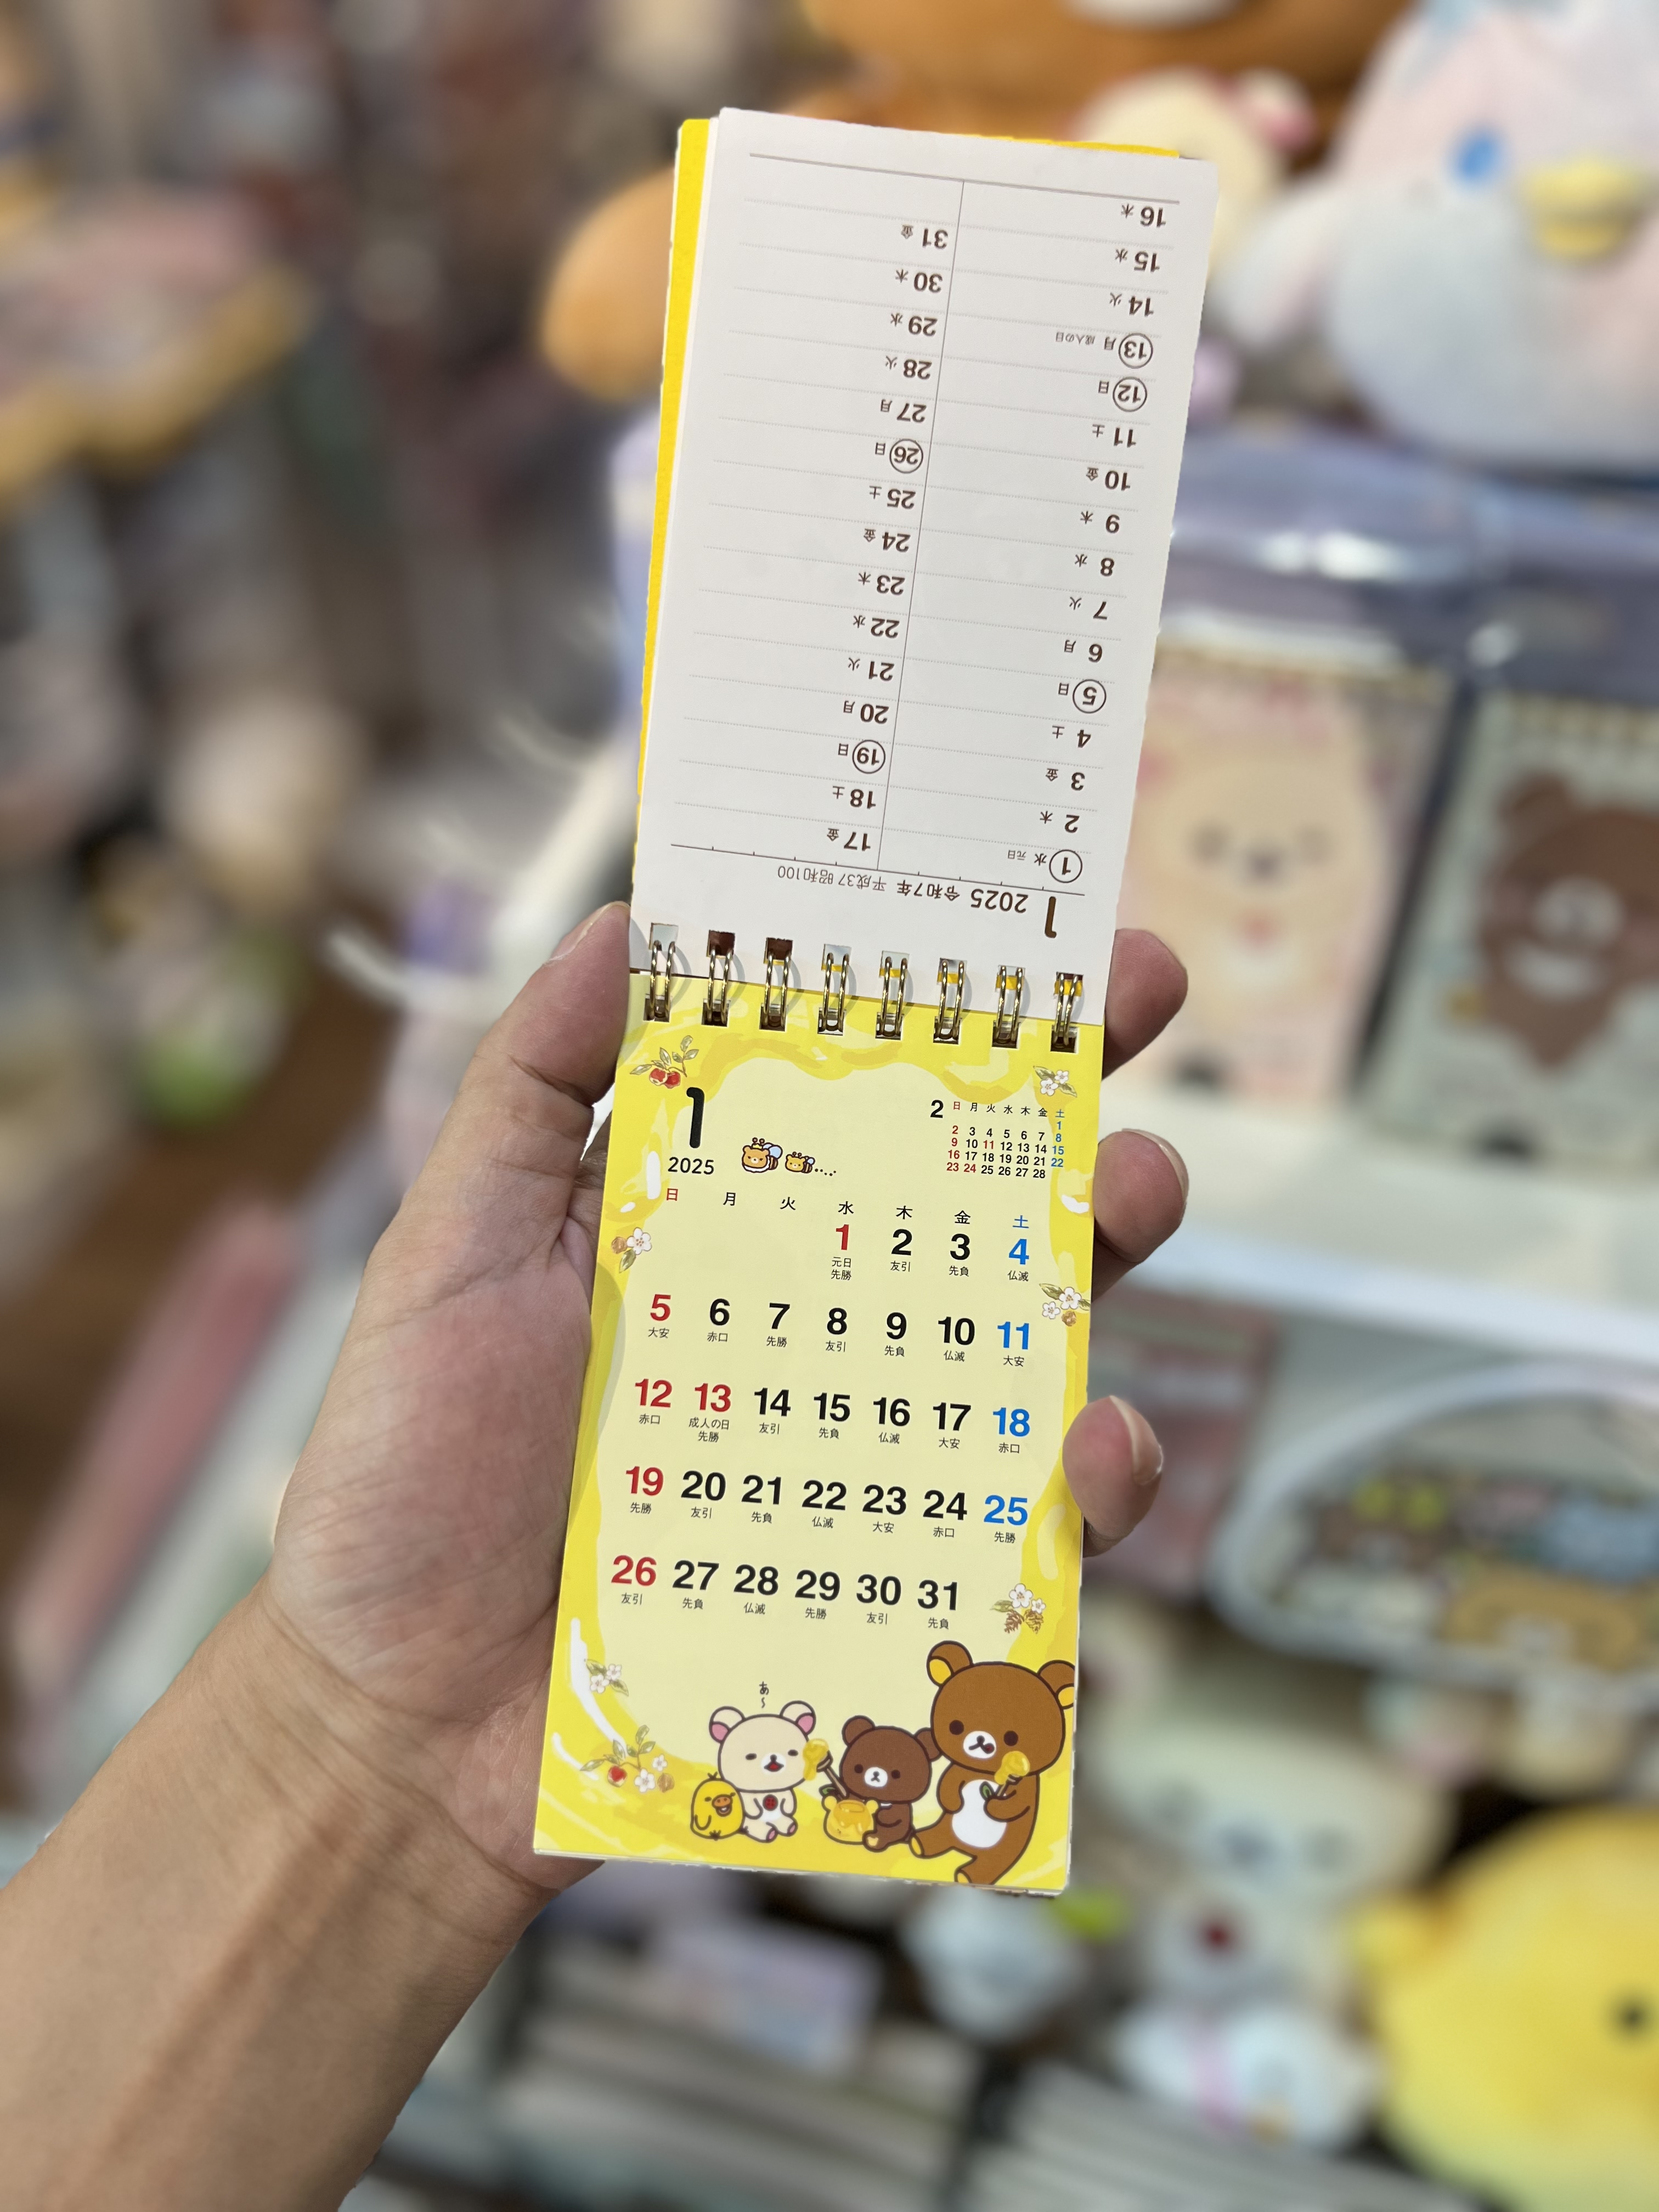 1 2025 令和7年 平成37 昭和100
1 水 元日
2 木
3 金
4 土
5 日
6 月
7 火
8 水
9 木
10 金
11 土
12 日
13 月 成人の日
14 火
15 水
16 木
17 金
18 土
19 日
20 月
21 火
22 水
23 木
24 金
25 土
26 日
27 月
28 火
29 水
30 木
31 金
1
2025
2 日 月 火 水 木 金 土
1
2 3 4 5 6 7 8
9 10 11 12 13 14 15
16 17 18 19 20 21 22
23 24 25 26 27 28
日 月 火 水 木 金 土
1 2 3 4
元日 友引 先負 仏滅
先勝
5 6 7 8 9 10 11
大安 赤口 先勝 友引 先負 仏滅 大安
12 13 14 15 16 17 18
赤口 成人の日 友引 先負 仏滅 大安 赤口
先勝
19 20 21 22 23 24 25
先勝 友引 先負 仏滅 大安 赤口 先勝
26 27 28 29 30 31
友引 先負 仏滅 先勝 友引 先負
あ〜